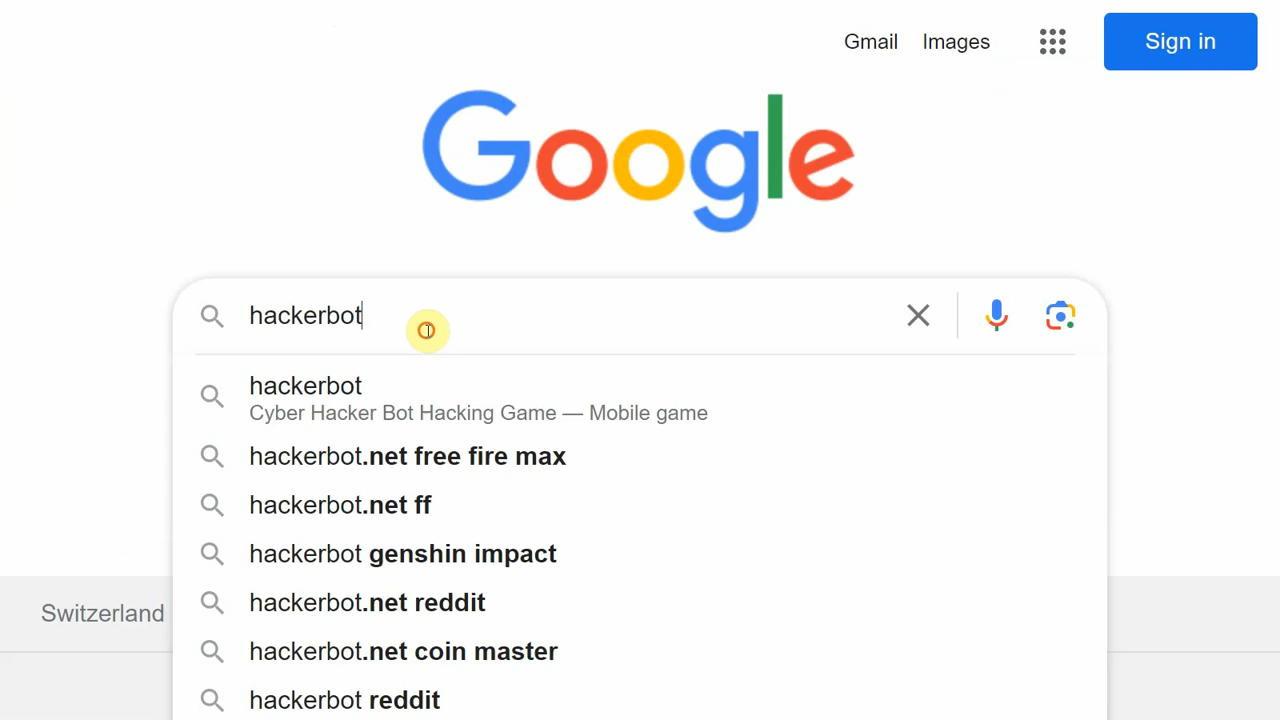 Gmail Images Sign in
Google
hackerbot
hackerbot
Cyber Hacker Bot Hacking Game — Mobile game
hackerbot.net free fire max
hackerbot.net ff
hackerbot genshin impact
hackerbot.net reddit
Switzerland
hackerbot.net coin master
hackerbot reddit